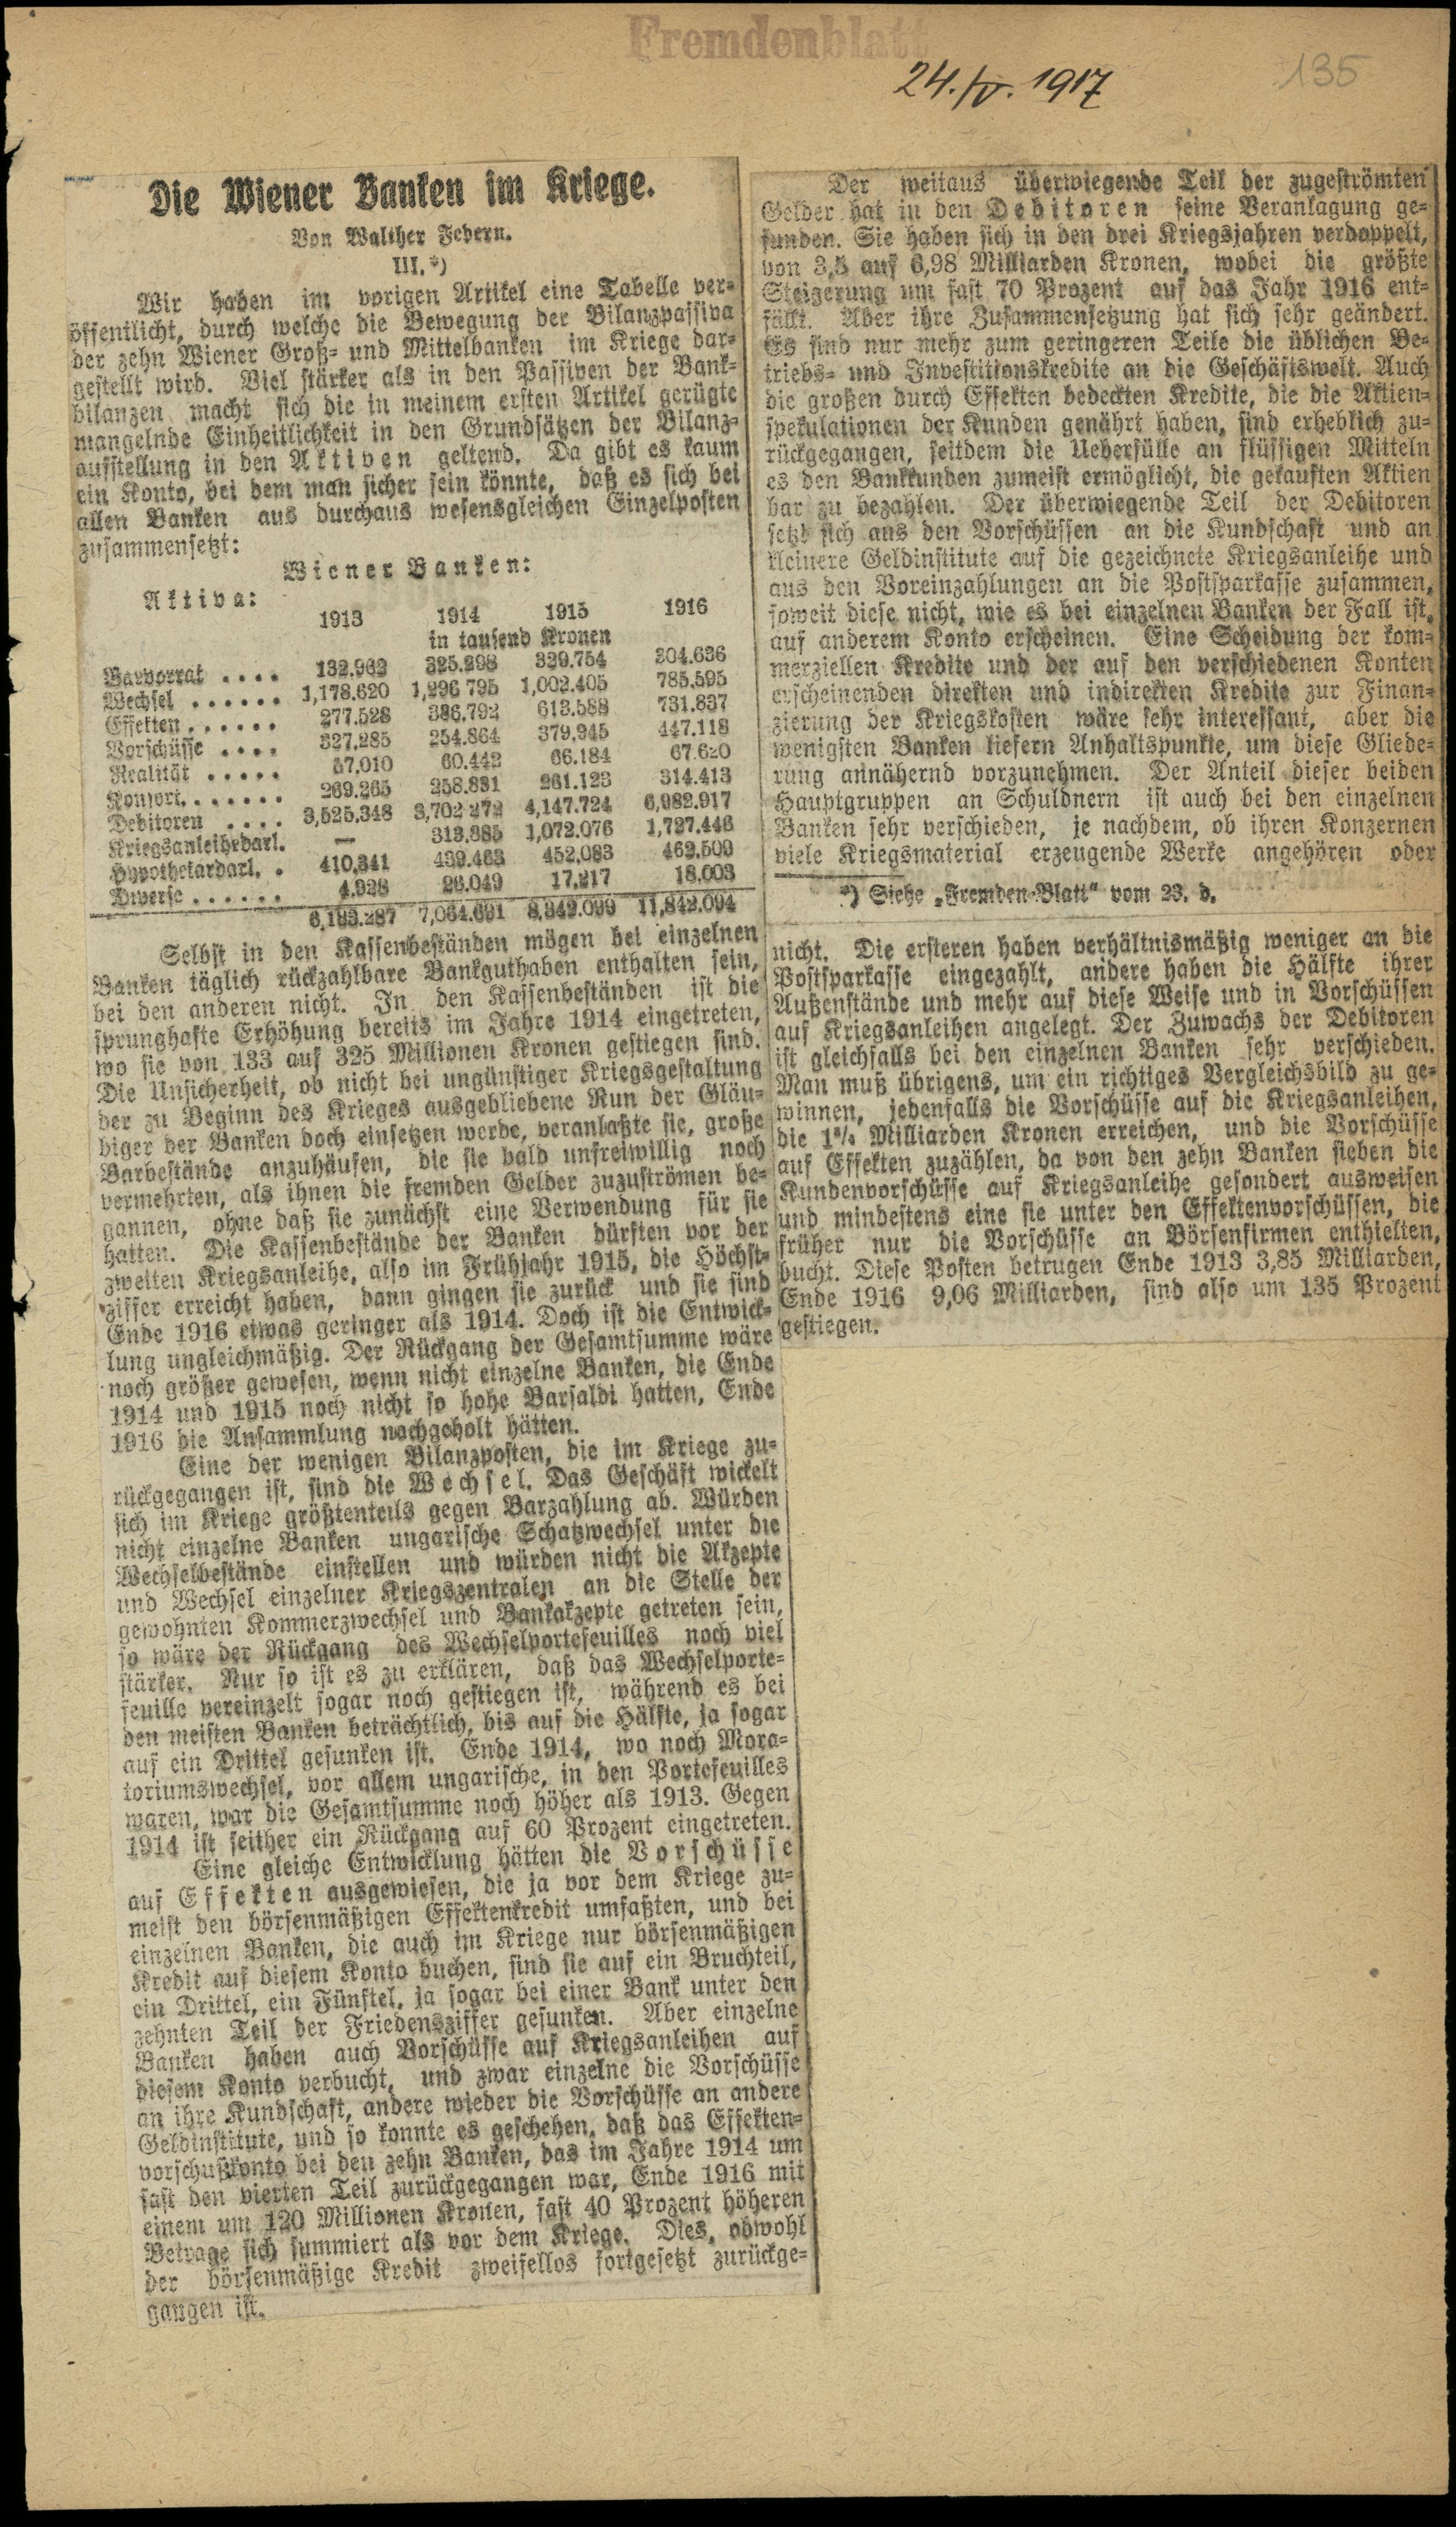 Fremdenblatt
24./V. 1917
135
Die Wiener Banken im Kriege.
Von Walther Federn.
III.*)
Wir haben im vorigen Artikel eine Tabelle ver-
öffentlicht, durch welche die Bewegung der Bilanzpassiva
der zehn Wiener Groß- und Mittelbanken im Kriege dar-
gestellt wird. Viel stärker als in den Passiven der Bank-
bilanzen macht sich die in meinem ersten Artikel gerügte
mangelnde Einheitlichkeit in den Grundsätzen der Bilanz-
aufstellung in den Aktiven geltend. Da gibt es kaum
ein Konto, bei dem man sicher sein könnte, daß es sich bei
allen Banken aus durchaus wesensgleichen Einzelposten
zusammensetzt:
Wiener Banken:
Aktiva:
1913 1914 1915 1916
in tausend Kronen
Barvorrat .... 132.962 325.298 329.754 304.636
Wechsel ...... 1,178.620 1,296 795 1,002.405 785.595
Effekten...... 277.528 386.792 613.588 731.837
Vorschüsse .... 327.285 254.864 379.945 447.118
Realität ..... 57.010 60.442 66.184 67.620
Konsort....... 269.265 258.831 261.123 314.413
Debitoren .... 3,525.348 3,702 272 4,147.724 6,982.917
Kriegsanleihedarl. — 313.885 1,072.076 1,727.446
Hypothekardarl. . 410.341 439.463 452.083 462.509
Diverse ...... 4.928 26.049 17.217 18.003
6,183.287 7,064.691 8,342.099 11,842.094
Selbst in den Kassenbeständen mögen bei einzelnen
Banken täglich rückzahlbare Bankguthaben enthalten sein,
bei den anderen nicht. In den Kassenbeständen ist die
sprunghafte Erhöhung bereits im Jahre 1914 eingetreten,
wo sie von 133 auf 325 Millionen Kronen gestiegen sind.
Die Unsicherheit, ob nicht bei ungünstiger Kriegsgestaltung
der zu Beginn des Krieges ausgebliebene Run der Gläu-
biger der Banken doch einsetzen werde, veranlaßte sie, große
Barbestände anzuhäufen, die sie bald unfreiwillig noch
vermehrten, als ihnen die fremden Gelder zuzuströmen be-
gannen, ohne daß sie zunächst eine Verwendung für sie
hatten. Die Kassenbestände der Banken dürften vor der
zweiten Kriegsanleihe, also im Frühjahr 1915, die Höchst-
ziffer erreicht haben, dann gingen sie zurück und sie sind
Ende 1916 etwas geringer als 1914. Doch ist die Entwick-
lung ungleichmäßig. Der Rückgang der Gesamtsumme wäre
noch größer gewesen, wenn nicht einzelne Banken, die Ende
1914 und 1915 noch nicht so hohe Barsaldi hatten, Ende
1916 die Ansammlung nachgeholt hätten.
Eine der wenigen Bilanzposten, die im Kriege zu-
rückgegangen ist, sind die Wechsel. Das Geschäft wickelt
sich im Kriege größtenteils gegen Barzahlung ab. Würden
nicht einzelne Banken ungarische Schatzwechsel unter die
Wechselbestände einstellen und würden nicht die Akzepte
und Wechsel einzelner Kriegszentralen an die Stelle der
gewohnten Kommerzwechsel und Bankakzepte getreten sein,
so wäre der Rückgang des Wechselportefeuilles noch viel
stärker. Nur so ist es zu erklären, daß das Wechselporte-
feuille vereinzelt sogar noch gestiegen ist, während es bei
den meisten Banken beträchtlich, bis auf die Hälfte, ja sogar
auf ein Drittel gesunken ist. Ende 1914, wo noch Mora-
toriumswechsel, vor allem ungarische, in den Portefeuilles
waren, war die Gesamtsumme noch höher als 1913. Gegen
1914 ist seither ein Rückgang auf 60 Prozent eingetreten.
Eine gleiche Entwicklung hätten die Vorschüsse
auf Effekten ausgewiesen, die ja vor dem Kriege zu-
meist den börsenmäßigen Effektenkredit umfaßten, und bei
einzelnen Banken, die auch im Kriege nur börsenmäßigen
Kredit auf diesem Konto buchen, sind sie auf ein Bruchteil,
ein Drittel, ein Fünftel, ja sogar bei einer Bank unter den
zehnten Teil der Friedensziffer gesunken. Aber einzelne
Banken haben auch Vorschüsse auf Kriegsanleihen auf
diesem Konto verbucht, und zwar einzelne die Vorschüsse
an ihre Kundschaft, andere wieder die Vorschüsse an andere
Geldinstitute, und so konnte es geschehen, daß das Effekten-
vorschußkonto bei den zehn Banken, das im Jahre 1914 um
fast den vierten Teil zurückgegangen war, Ende 1916 mit
einem um 120 Millionen Kronen, fast 40 Prozent höheren
Betrage sich summiert als vor dem Kriege. Dies, obwohl
der börsenmäßige Kredit zweifellos fortgesetzt zurückge-
gangen ist.
Der weitaus überwiegende Teil der zugeströmten
Gelder hat in den Debitoren seine Veranlagung ge-
funden. Sie haben sich in den drei Kriegsjahren verdoppelt,
von 3,5 auf 6,98 Milliarden Kronen, wobei die größte
Steigerung um fast 70 Prozent auf das Jahr 1916 ent-
fällt. Aber ihre Zusammensetzung hat sich sehr geändert.
Es sind nur mehr zum geringeren Teile die üblichen Be-
triebs- und Investitionskredite an die Geschäftswelt. Auch
die großen durch Effekten bedeckten Kredite, die die Aktien-
spekulationen der Kunden genährt haben, sind erheblich zu-
rückgegangen, seitdem die Ueberfülle an flüssigen Mitteln
es den Bankkunden zumeist ermöglicht, die gekauften Aktien
bar zu bezahlen. Der überwiegende Teil der Debitoren
setzt sich aus den Vorschüssen an die Kundschaft und an
kleinere Geldinstitute auf die gezeichnete Kriegsanleihe und
aus den Voreinzahlungen an die Postsparkasse zusammen,
soweit diese nicht, wie es bei einzelnen Banken der Fall ist,
auf anderem Konto erscheinen. Eine Scheidung der kom-
merziellen Kredite und der auf den verschiedenen Konten
erscheinenden direkten und indirekten Kredite zur Finan-
zierung der Kriegskosten wäre sehr interessant, aber die
wenigsten Banken liefern Anhaltspunkte, um diese Gliede-
rung annähernd vorzunehmen. Der Anteil dieser beiden
Hauptgruppen an Schuldnern ist auch bei den einzelnen
Banken sehr verschieden, je nachdem, ob ihren Konzernen
viele Kriegsmaterial erzeugende Werke angehören oder
*) Siehe „Fremden-Blatt“ vom 23. d.
nicht. Die ersteren haben verhältnismäßig weniger an die
Postsparkasse eingezahlt, andere haben die Hälfte ihrer
Außenstände und mehr auf diese Weise und in Vorschüssen
auf Kriegsanleihen angelegt. Der Zuwachs der Debitoren
ist gleichfalls bei den einzelnen Banken sehr verschieden.
Man muß übrigens, um ein richtiges Vergleichsbild zu ge-
winnen, jedenfalls die Vorschüsse auf die Kriegsanleihen,
die Milliarden Kronen erreichen, und die Vorschüsse
auf Effekten zuzählen, da von den zehn Banken sieben die
Kundenvorschüsse auf Kriegsanleihe gesondert ausweisen
und mindestens eine sie unter den Effektenvorschüssen, die
früher nur die Vorschüsse an Börsenfirmen enthielten,
bucht. Diese Posten betrugen Ende 1913 3,85 Milliarden,
Ende 1916 9,06 Milliarden, sind also um 135 Prozent
gestiegen.